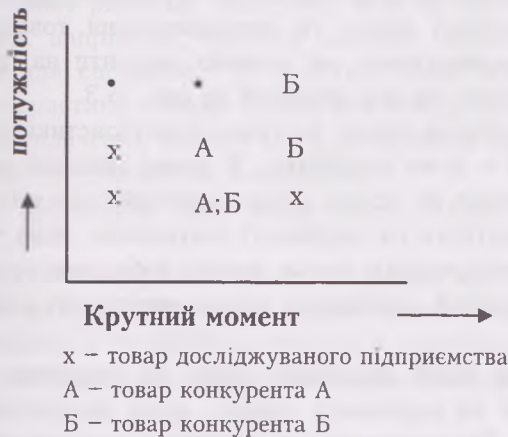 потужність
• • Б
х А Б
х А;Б х
Крутний момент
х – товар досліджуваного підприємства
А – товар конкурента А
Б – товар конкурента Б